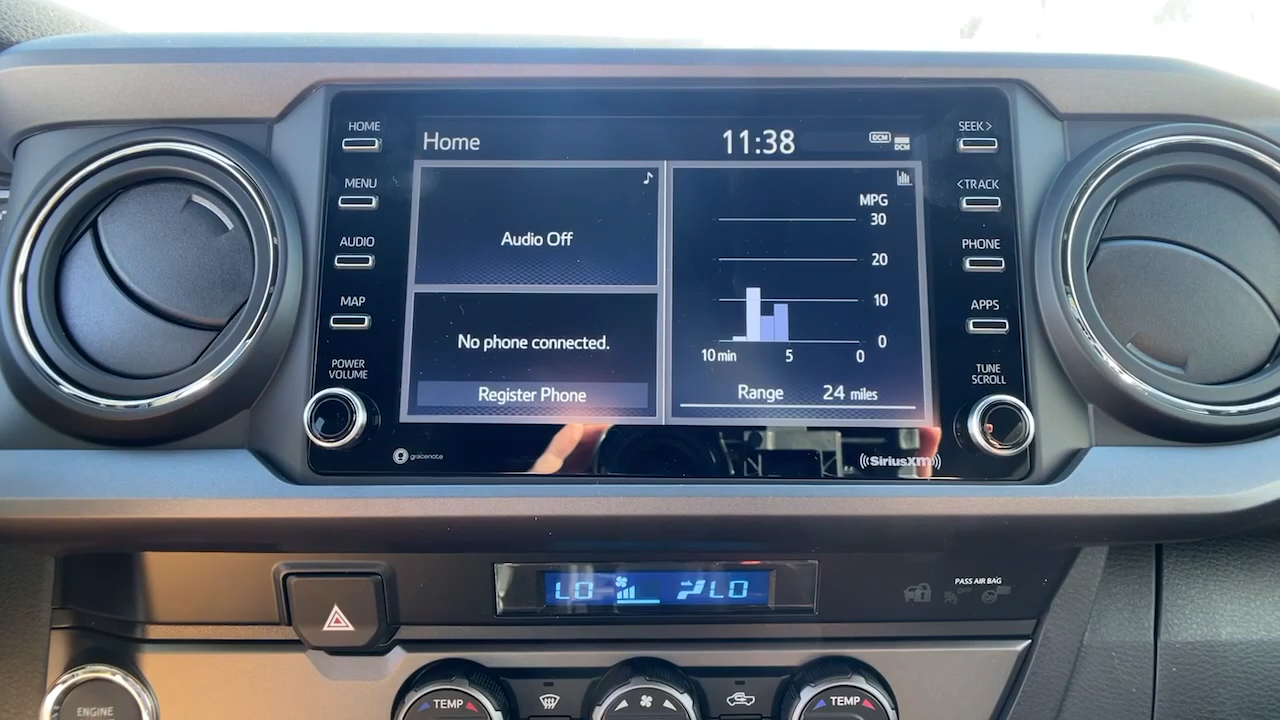 HOME
MENU
AUDIO
MAP
POWER
VOLUME
gracenote
Home
11:38
DCM
DCM
Audio Off
No phone connected.
Register Phone
MPG
30
20
10
0
10 min 5 0
Range 24 miles
SEEK >
< TRACK
PHONE
APPS
TUNE
SCROLL
((SiriusXM))
LO LO
PASS AIR BAG
OFF
ENGINE
TEMP
TEMP